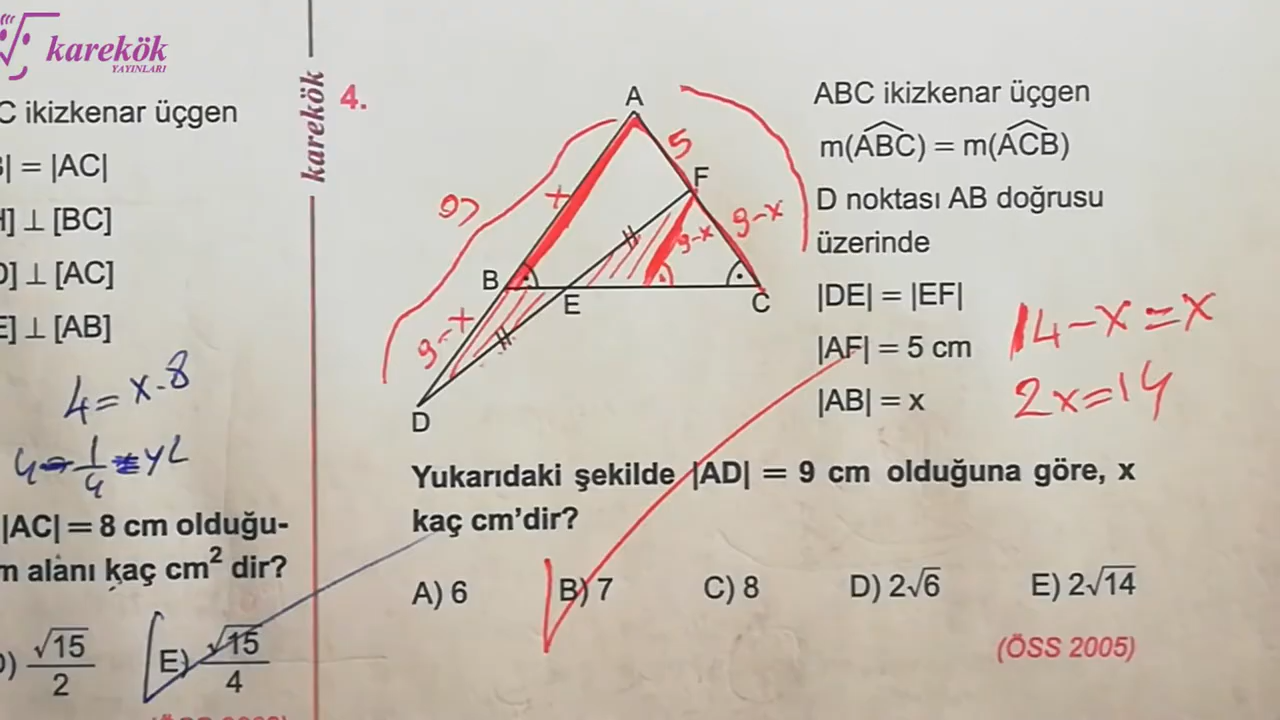 karekök
YAYINLARI
C ikizkenar üçgen
| = |AC|
] ⊥ [BC]
] ⊥ [AC]
] ⊥ [AB]
4 = x-8
|AC| = 8 cm olduğu-
m alanı kaç cm² dir?
) √15/2
E) √15/4
karekök
4.
A
5
F
9-x
9-x
x
9
B
E
C
9-x
D
ABC ikizkenar üçgen
m(ABC) = m(ACB)
D noktası AB doğrusu
üzerinde
|DE| = |EF|
|AF| = 5 cm
|AB| = x
14-x=x
2x=14
Yukarıdaki şekilde |AD| = 9 cm olduğuna göre, x
kaç cm'dir?
A) 6 B) 7 C) 8 D) 2√6 E) 2√14
(ÖSS 2005)